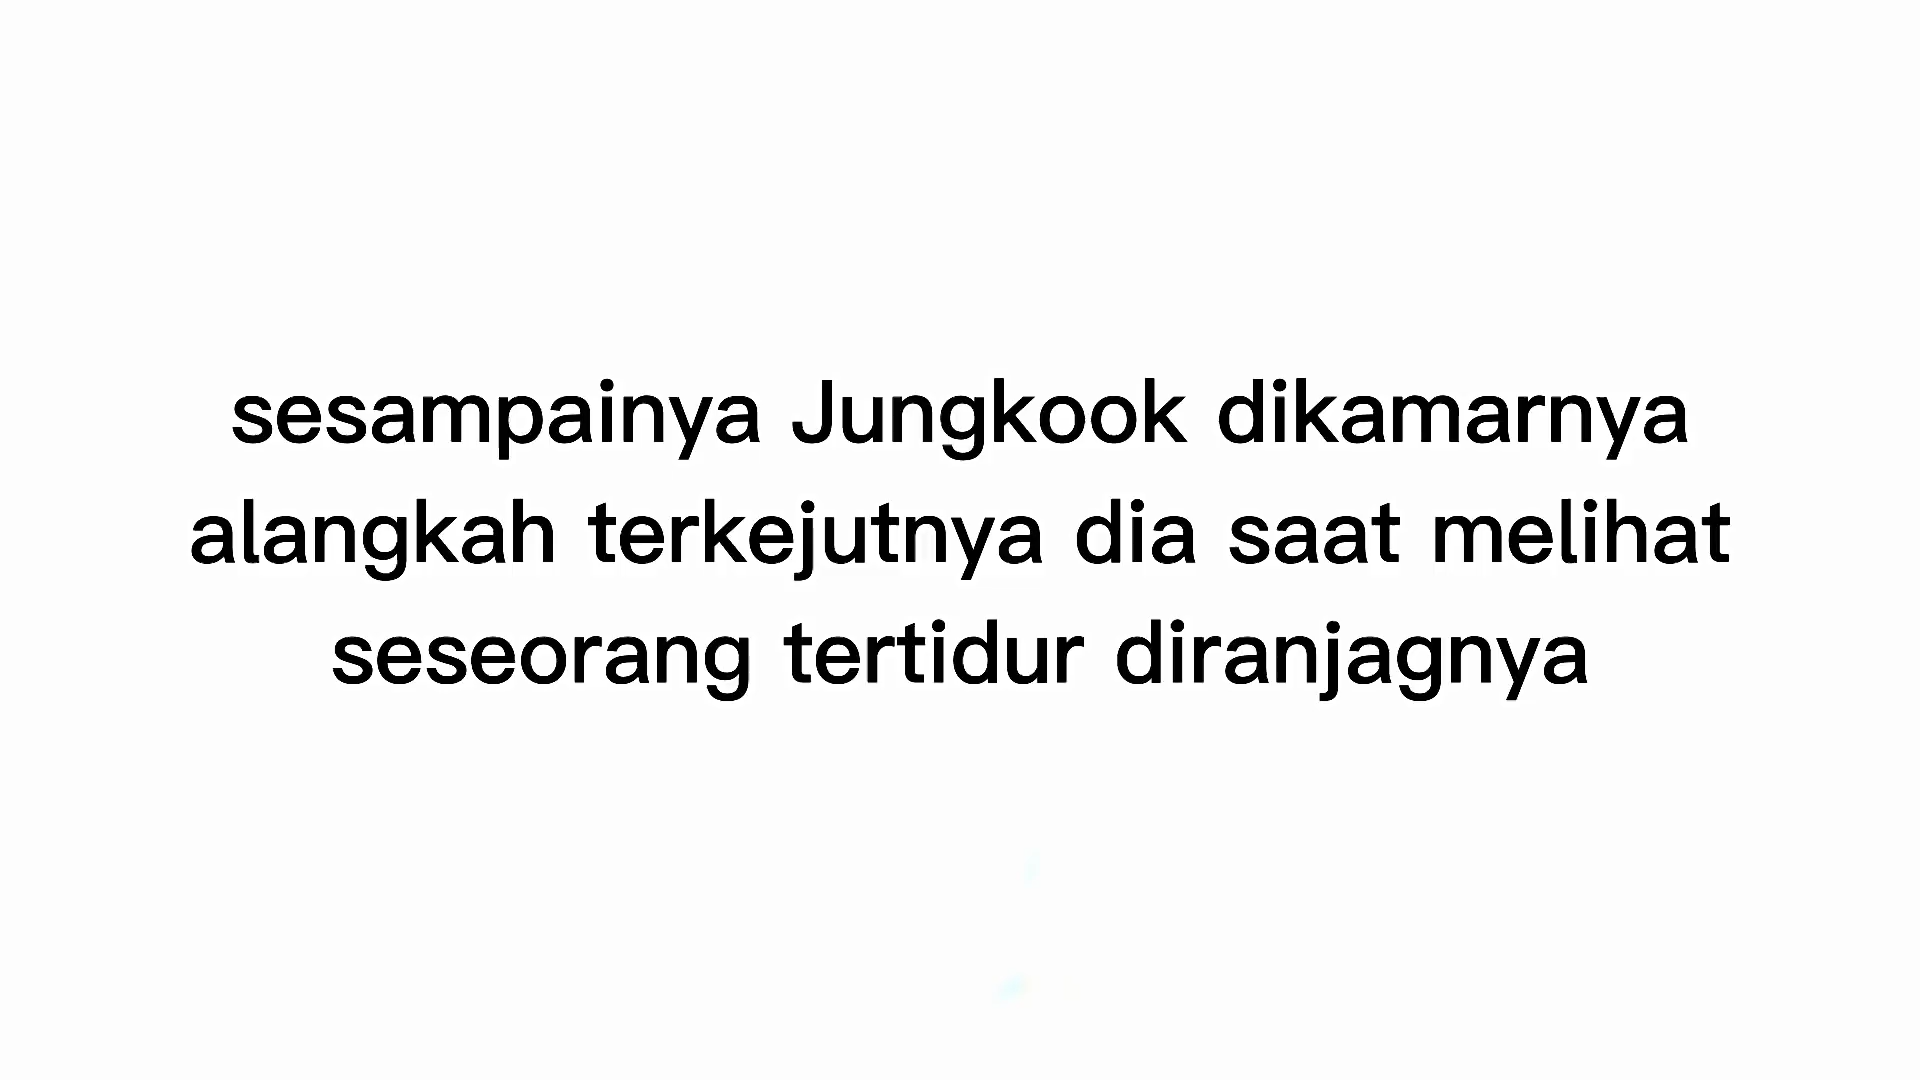 sesampainya Jungkook dikamarnya
alangkah terkejutnya dia saat melihat
seseorang tertidur diranjagnya